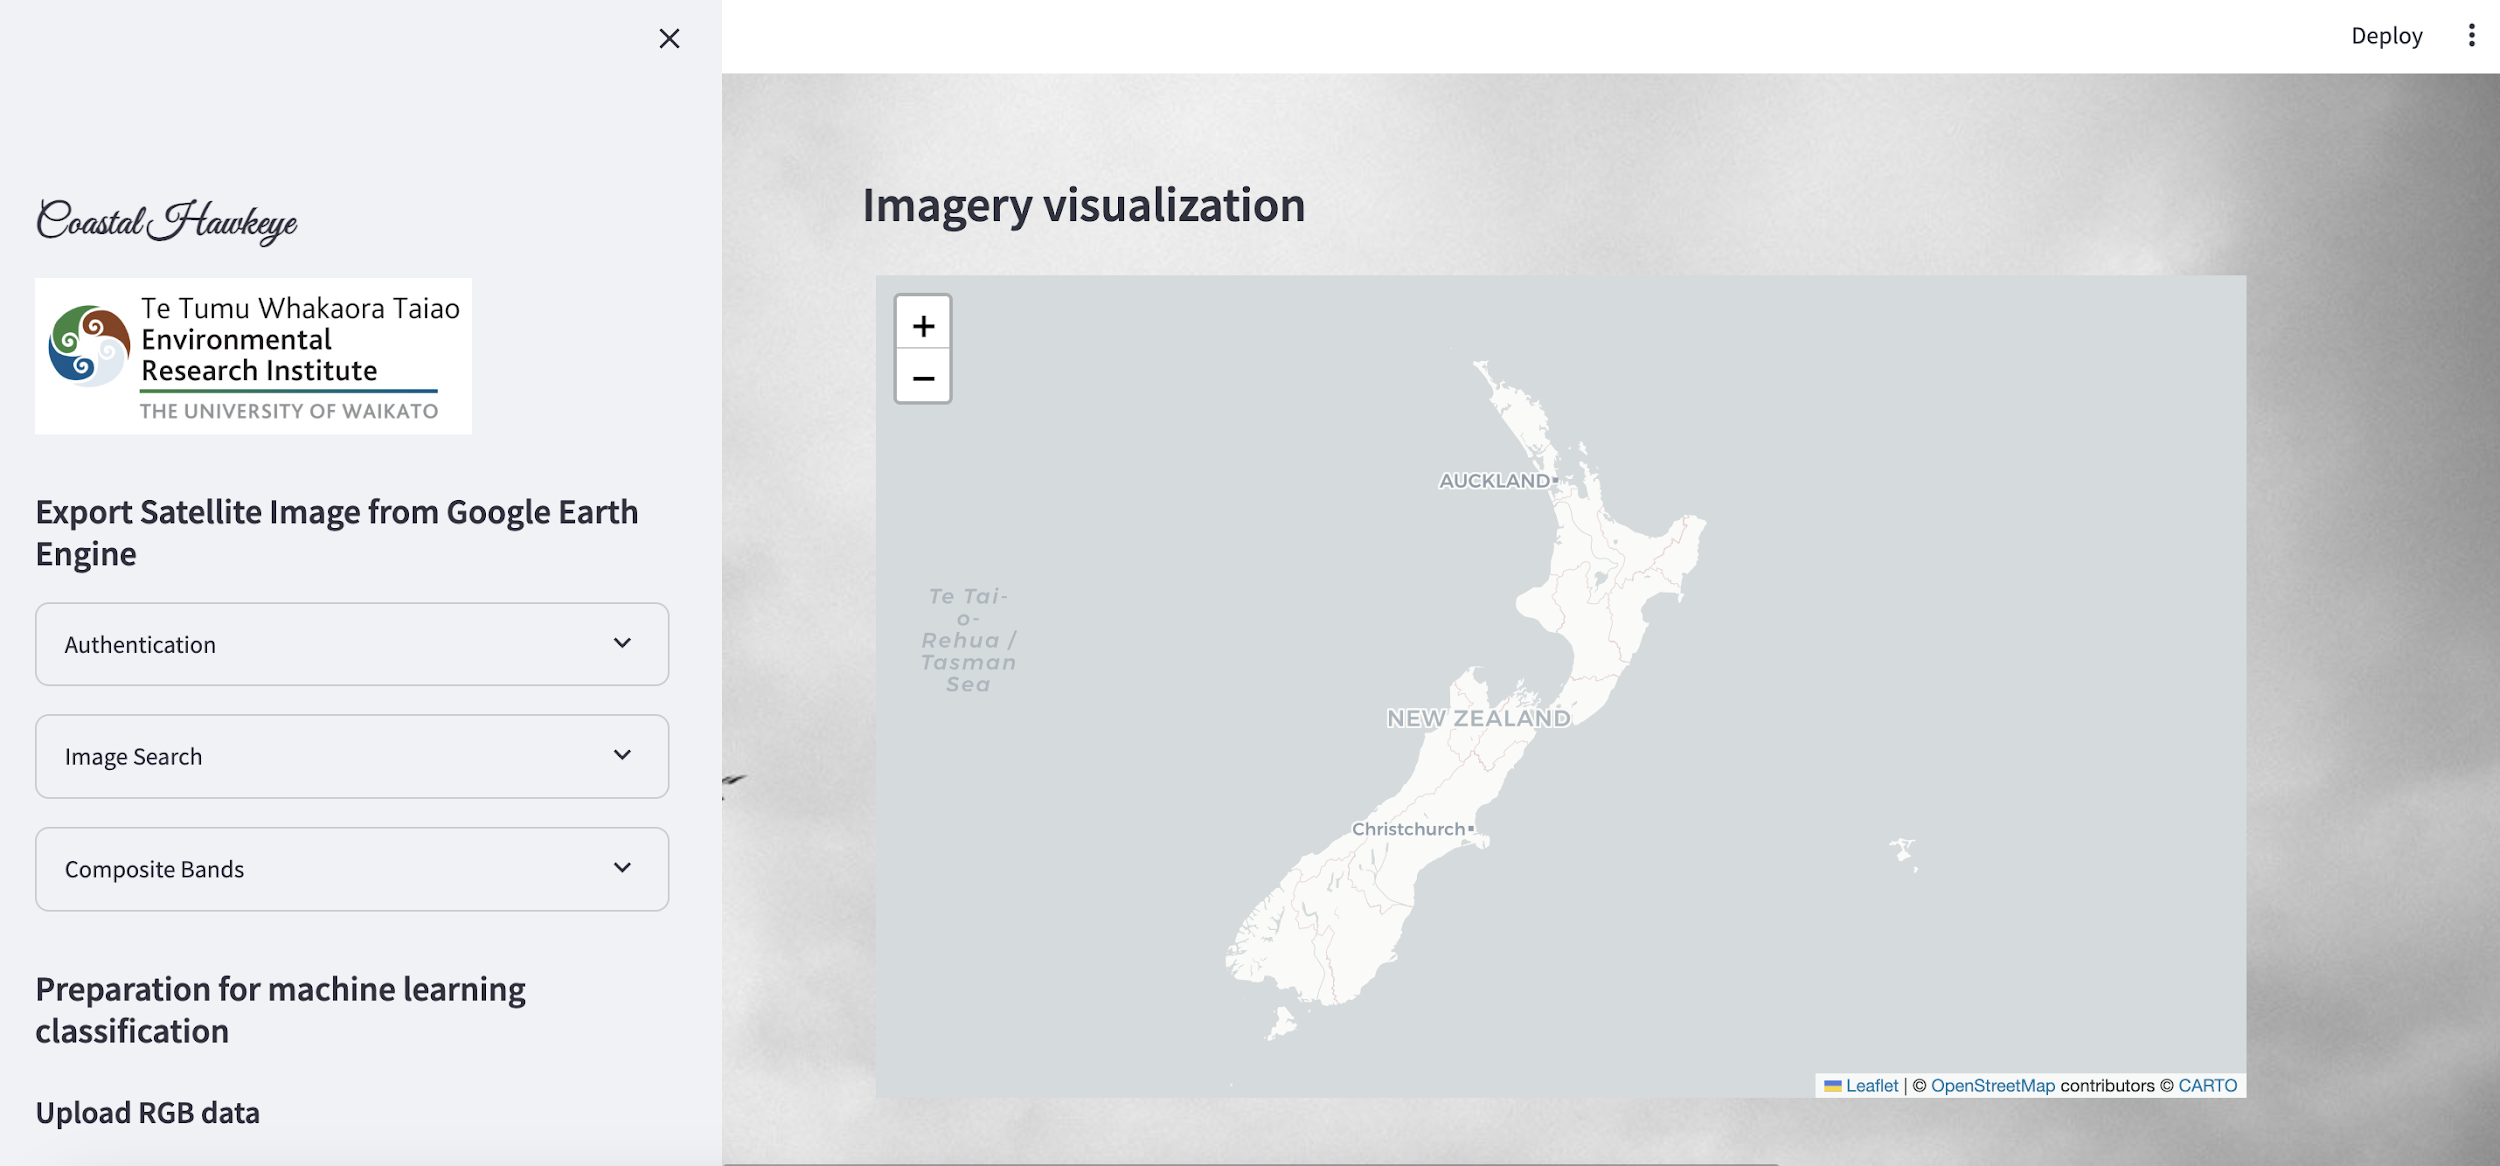 Deploy
Coastal Hawkeye
Te Tumu Whakaora Taiao
Environmental
Research Institute
THE UNIVERSITY OF WAIKATO
Export Satellite Image from Google Earth
Engine
Authentication
Image Search
Composite Bands
Preparation for machine learning
classification
Upload RGB data
Imagery visualization
+
−
AUCKLAND
Te Tai-
o-
Rehua /
Tasman
Sea
NEW ZEALAND
Christchurch
Leaflet | © OpenStreetMap contributors © CARTO